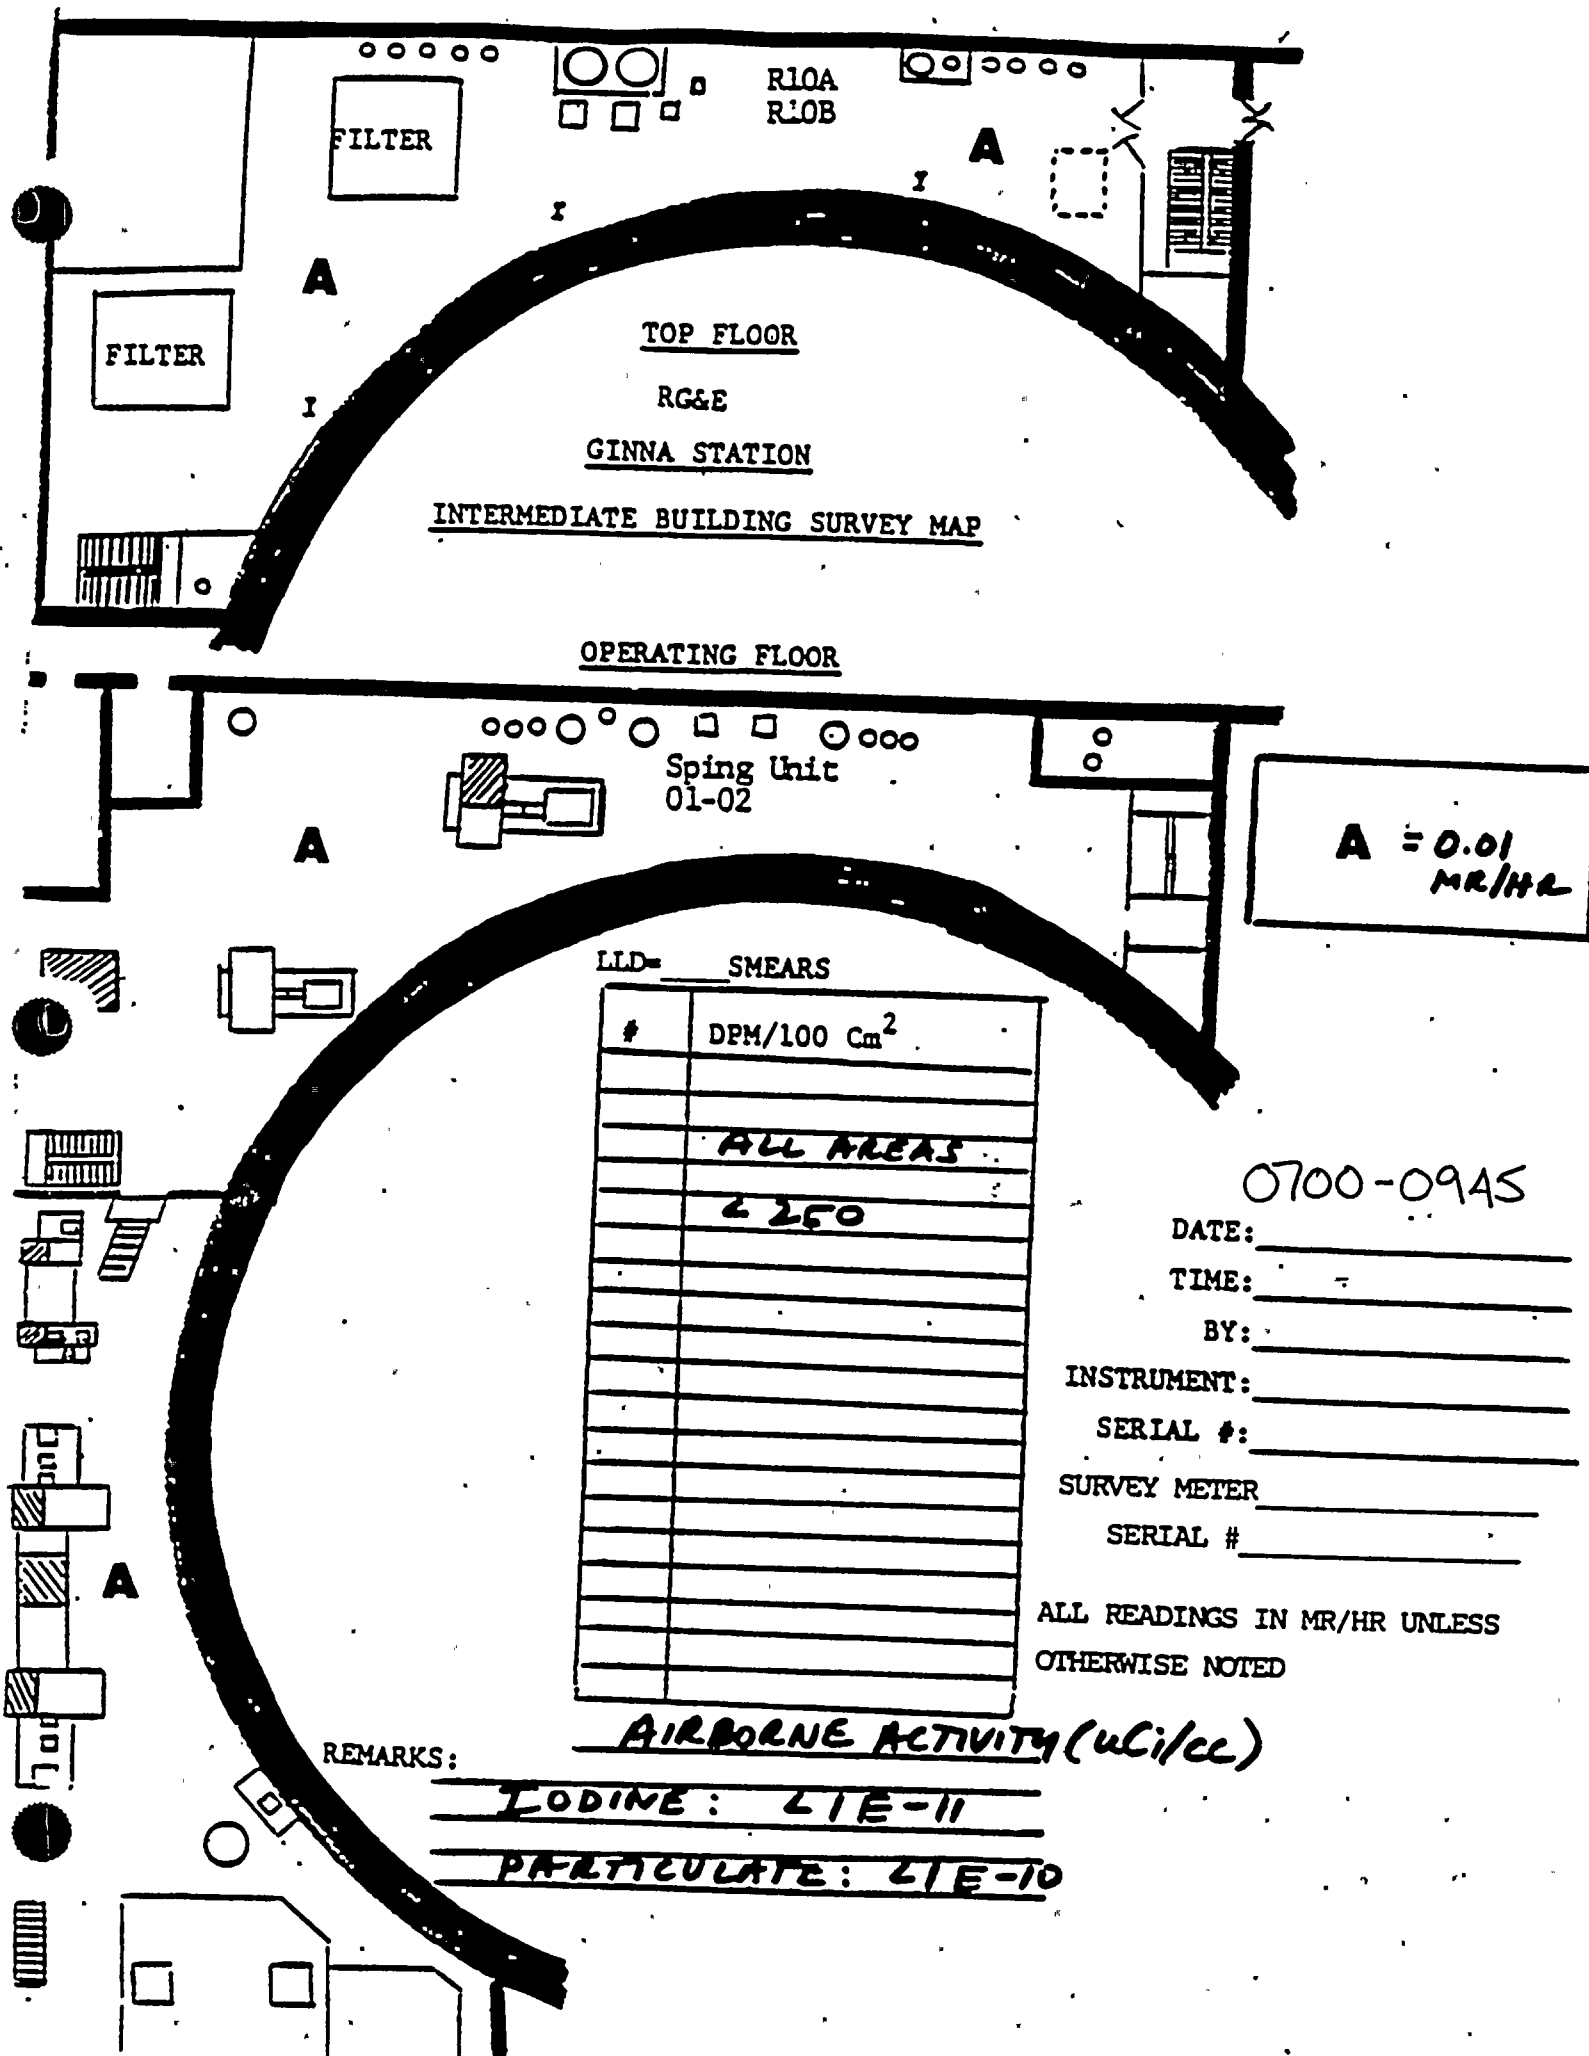 R10A
R10B
A
FILTER
I
I
A
FILTER
I
TOP FLOOR
RG&E
GINNA STATION
INTERMEDIATE BUILDING SURVEY MAP
OPERATING FLOOR
Sping Unit
01-02
A
A = 0.01
MR/HR
LLD=____SMEARS
# DPM/100 Cm²
ALL AREAS
< 250
0700-0945
DATE:
TIME:
BY:
INSTRUMENT:
SERIAL #:
SURVEY METER
SERIAL #
A
ALL READINGS IN MR/HR UNLESS
OTHERWISE NOTED
REMARKS: AIRBORNE ACTIVITY (uCi/cc)
IODINE: <1E-11
PARTICULATE: <1E-10